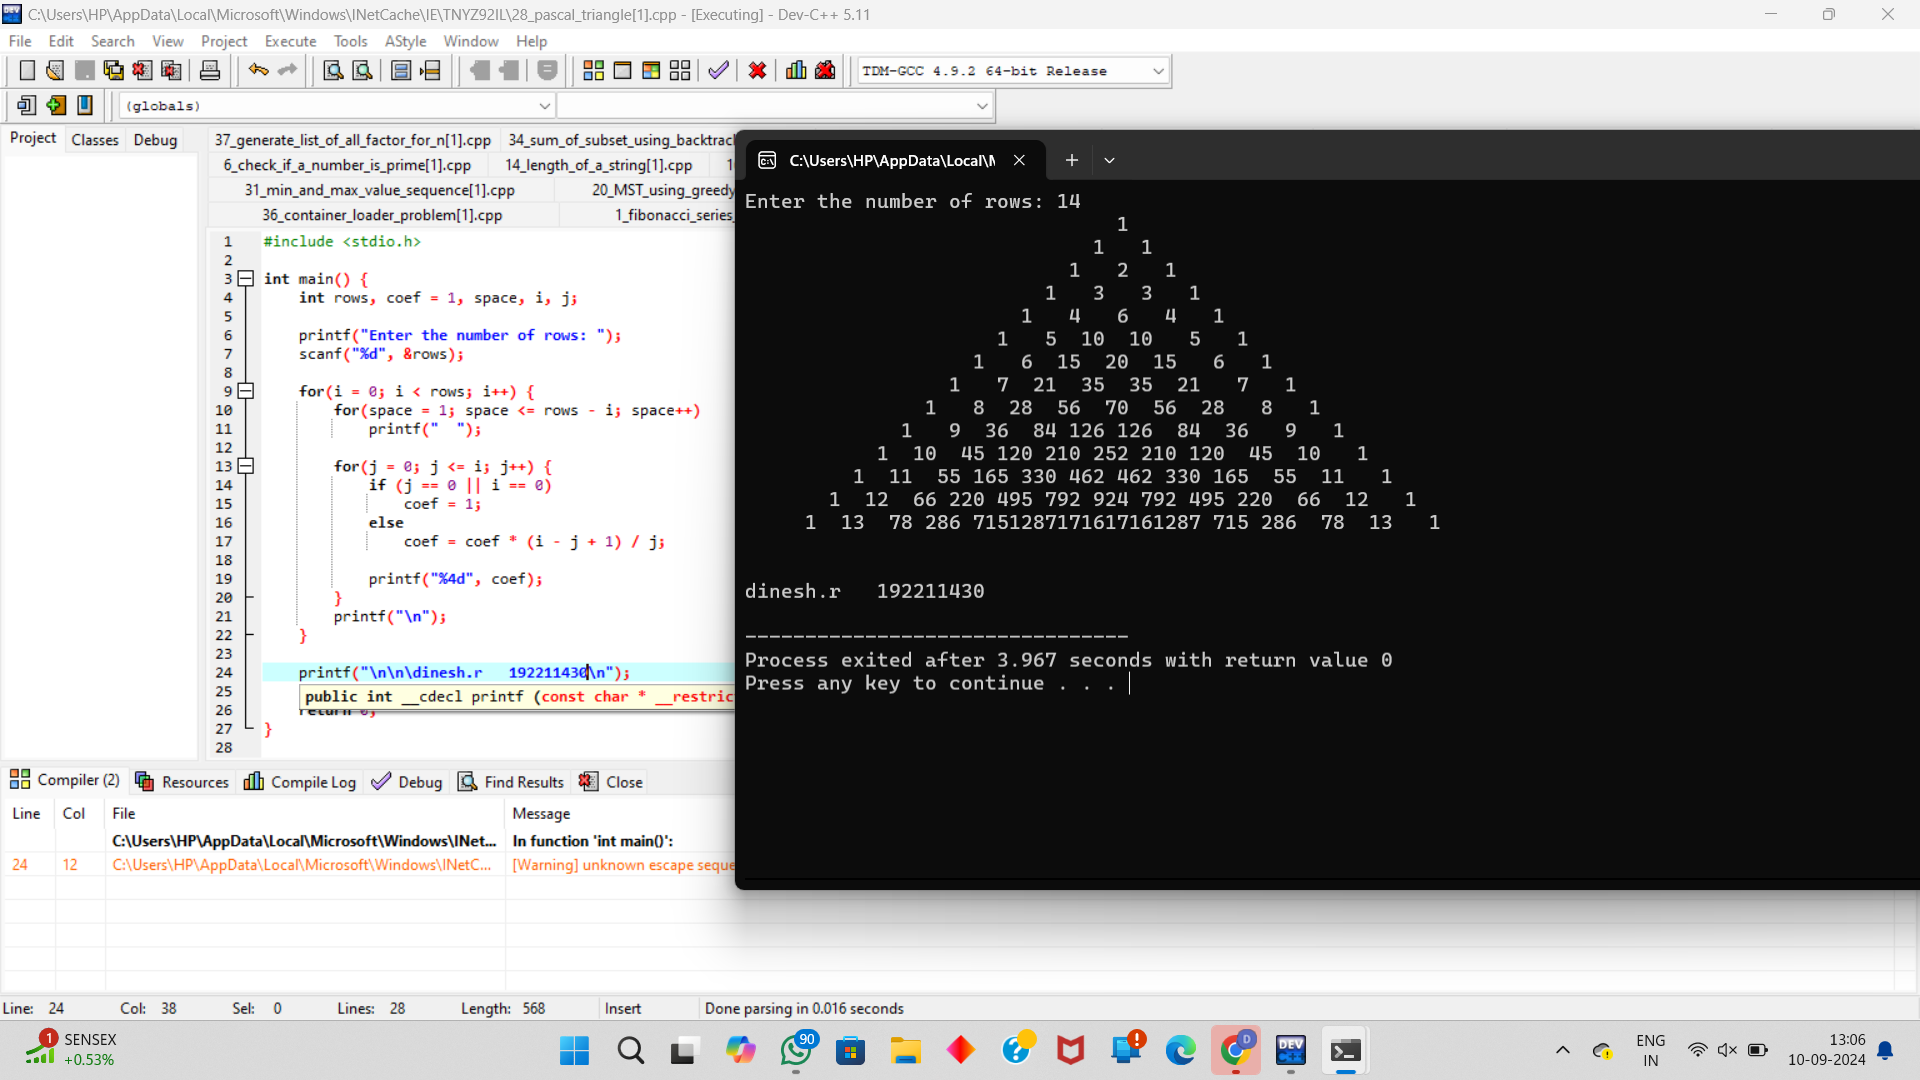 C:\Users\HP\AppData\Local\Microsoft\Windows\INetCache\IE\TNYZ92IL\28_pascal_triangle[1].cpp - [Executing] - Dev-C++ 5.11
File Edit Search View Project Execute Tools AStyle Window Help
TDM-GCC 4.9.2 64-bit Release
(globals)
Project Classes Debug
37_generate_list_of_all_factor_for_n[1].cpp 34_sum_of_subset_using_backtrac
6_check_if_a_number_is_prime[1].cpp 14_length_of_a_string[1].cpp
31_min_and_max_value_sequence[1].cpp 20_MST_using_greedy
36_container_loader_problem[1].cpp 1_fibonacci_series_
1 #include <stdio.h>
2
3 int main() {
4 int rows, coef = 1, space, i, j;
5
6 printf("Enter the number of rows: ");
7 scanf("%d", &rows);
8
9 for(i = 0; i < rows; i++) {
10 for(space = 1; space <= rows - i; space++)
11 printf("  ");
12
13 for(j = 0; j <= i; j++) {
14 if (j == 0 || i == 0)
15 coef = 1;
16 else
17 coef = coef * (i - j + 1) / j;
18
19 printf("%4d", coef);
20 }
21 printf("\n");
22 }
23
24 printf("\n\n\dinesh.r   192211430\n");
25 public int __cdecl printf (const char * __restric
26 return 0;
27 }
28
C:\Users\HP\AppData\Local\M
Enter the number of rows: 14
1
1 1
1 2 1
1 3 3 1
1 4 6 4 1
1 5 10 10 5 1
1 6 15 20 15 6 1
1 7 21 35 35 21 7 1
1 8 28 56 70 56 28 8 1
1 9 36 84 126 126 84 36 9 1
1 10 45 120 210 252 210 120 45 10 1
1 11 55 165 330 462 462 330 165 55 11 1
1 12 66 220 495 792 924 792 495 220 66 12 1
1 13 78 286 7151287171617161287 715 286 78 13 1
dinesh.r   192211430
--------------------------------
Process exited after 3.967 seconds with return value 0
Press any key to continue . . .
Compiler (2) Resources Compile Log Debug Find Results Close
Line Col File Message
C:\Users\HP\AppData\Local\Microsoft\Windows\INet... In function 'int main()':
24 12 C:\Users\HP\AppData\Local\Microsoft\Windows\INetC... [Warning] unknown escape seque
Line: 24 Col: 38 Sel: 0 Lines: 28 Length: 568 Insert Done parsing in 0.016 seconds
1 SENSEX
+0.53%
90
DEV C++
D
ENG
IN
13:06
10-09-2024